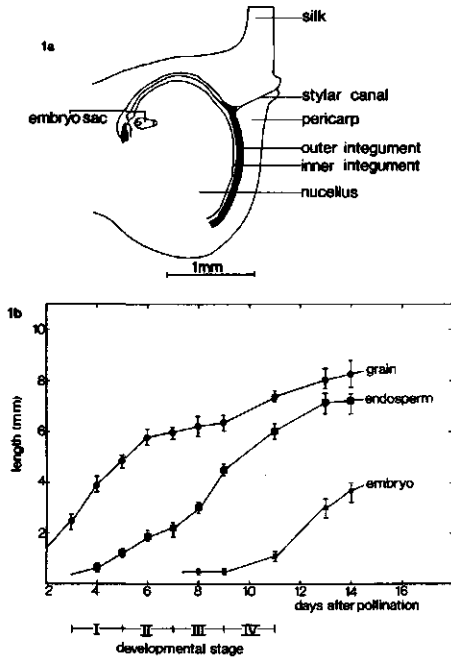 1a
silk
stylar canal
embryo sac
pericarp
outer integument
inner integument
nucellus
1mm
1b
10
8
6
4
2
length (mm)
grain
endosperm
embryo
2 4 6 8 10 12 14 16
days after pollination
I II III IV
developmental stage